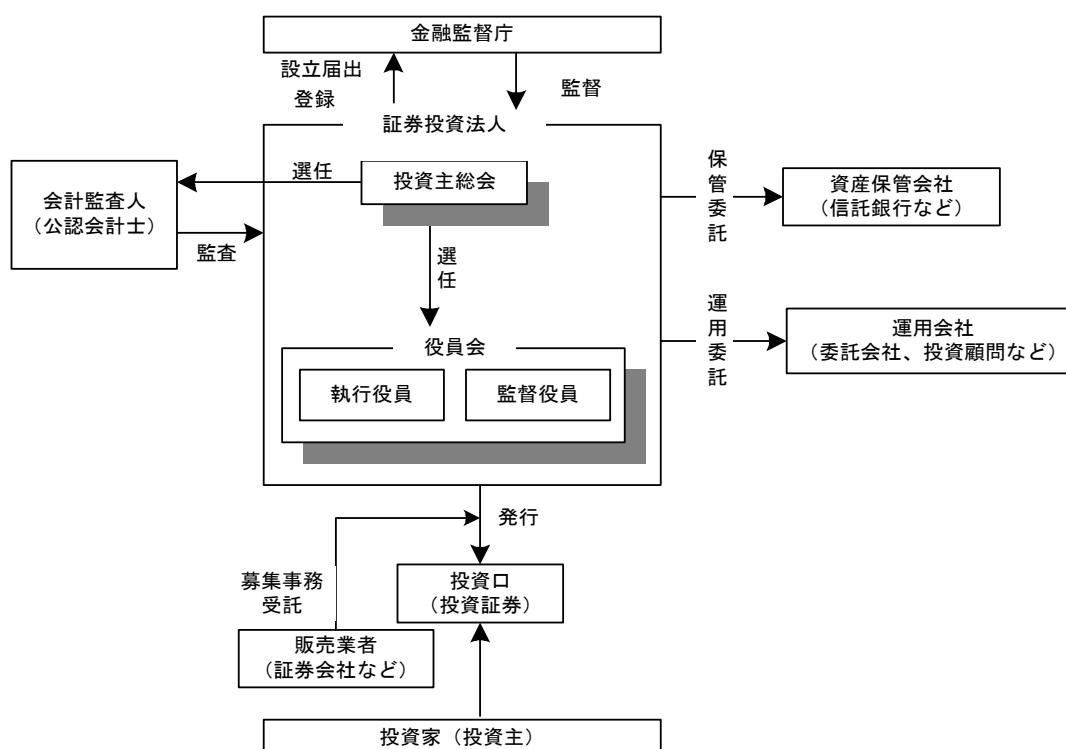 金融監督庁
設立届出
登録
監督
証券投資法人
選任
投資主総会
保管委託
資産保管会社
（信託銀行など）
会計監査人
（公認会計士）
監査
選任
運用委託
運用会社
（委託会社、投資顧問など）
役員会
執行役員
監督役員
発行
募集事務
受託
投資口
（投資証券）
販売業者
（証券会社など）
投資家（投資主）